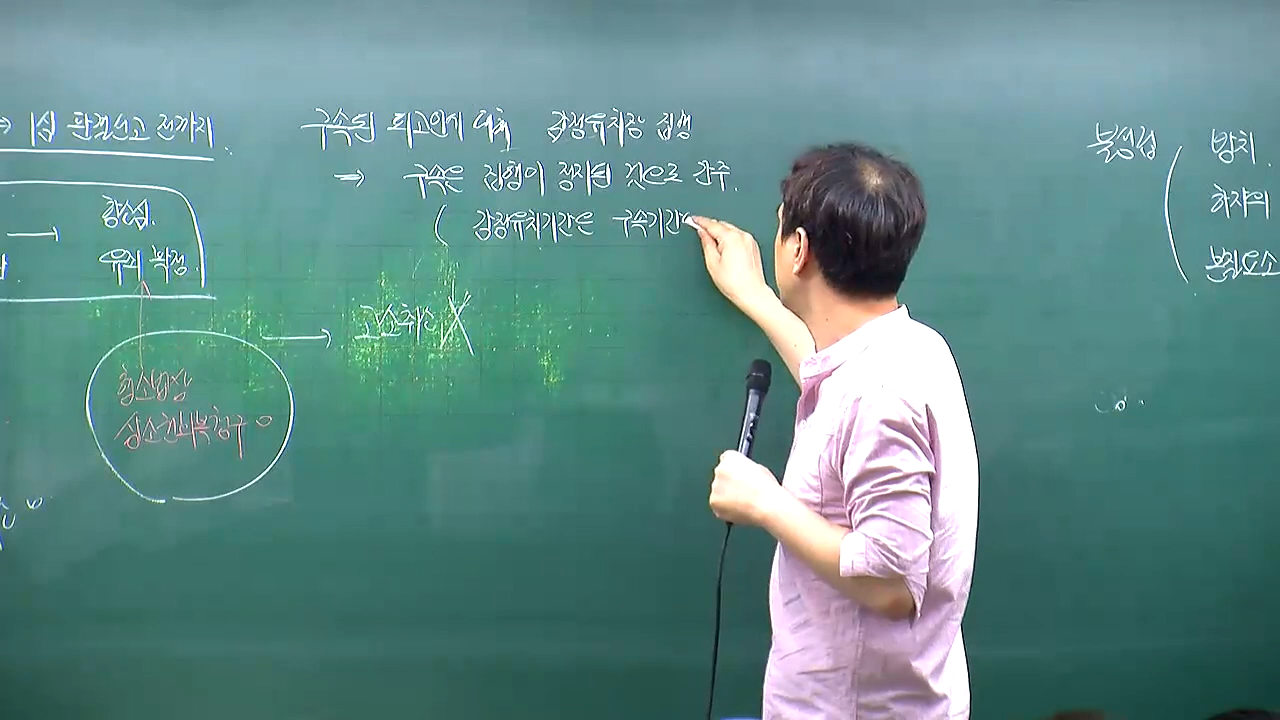 ⇒ 1심 판결선고 전까지.
항소심.
유죄 확정.
항소법상
상소권회복청구 O
→ 고소취소 X
구속된 피고인에 대해 감정유치장 집행
⇒ 구속은 집행이 정지된 것으로 간주.
( 감정유치기간은 구속기간에
불성립
방치.
하자의
본질요소